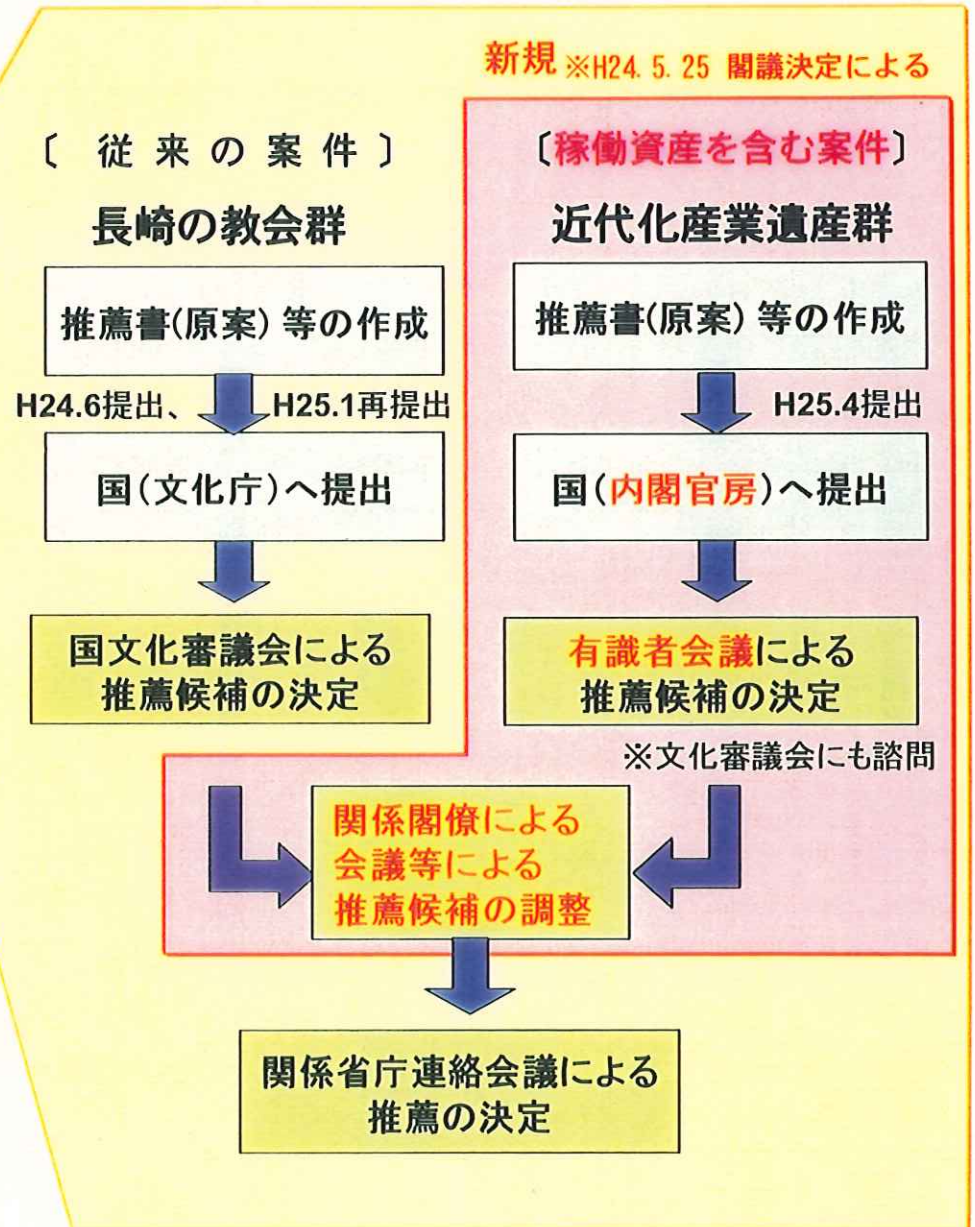 新規 ※H24.5.25 閣議決定による
〔 従来の案件 〕
長崎の教会群
推薦書(原案)等の作成
H24.6提出、 H25.1再提出
国(文化庁)へ提出
国文化審議会による
推薦候補の決定
〔稼働資産を含む案件〕
近代化産業遺産群
推薦書(原案)等の作成
H25.4提出
国(内閣官房)へ提出
有識者会議による
推薦候補の決定
※文化審議会にも諮問
関係閣僚による
会議等による
推薦候補の調整
関係省庁連絡会議による
推薦の決定